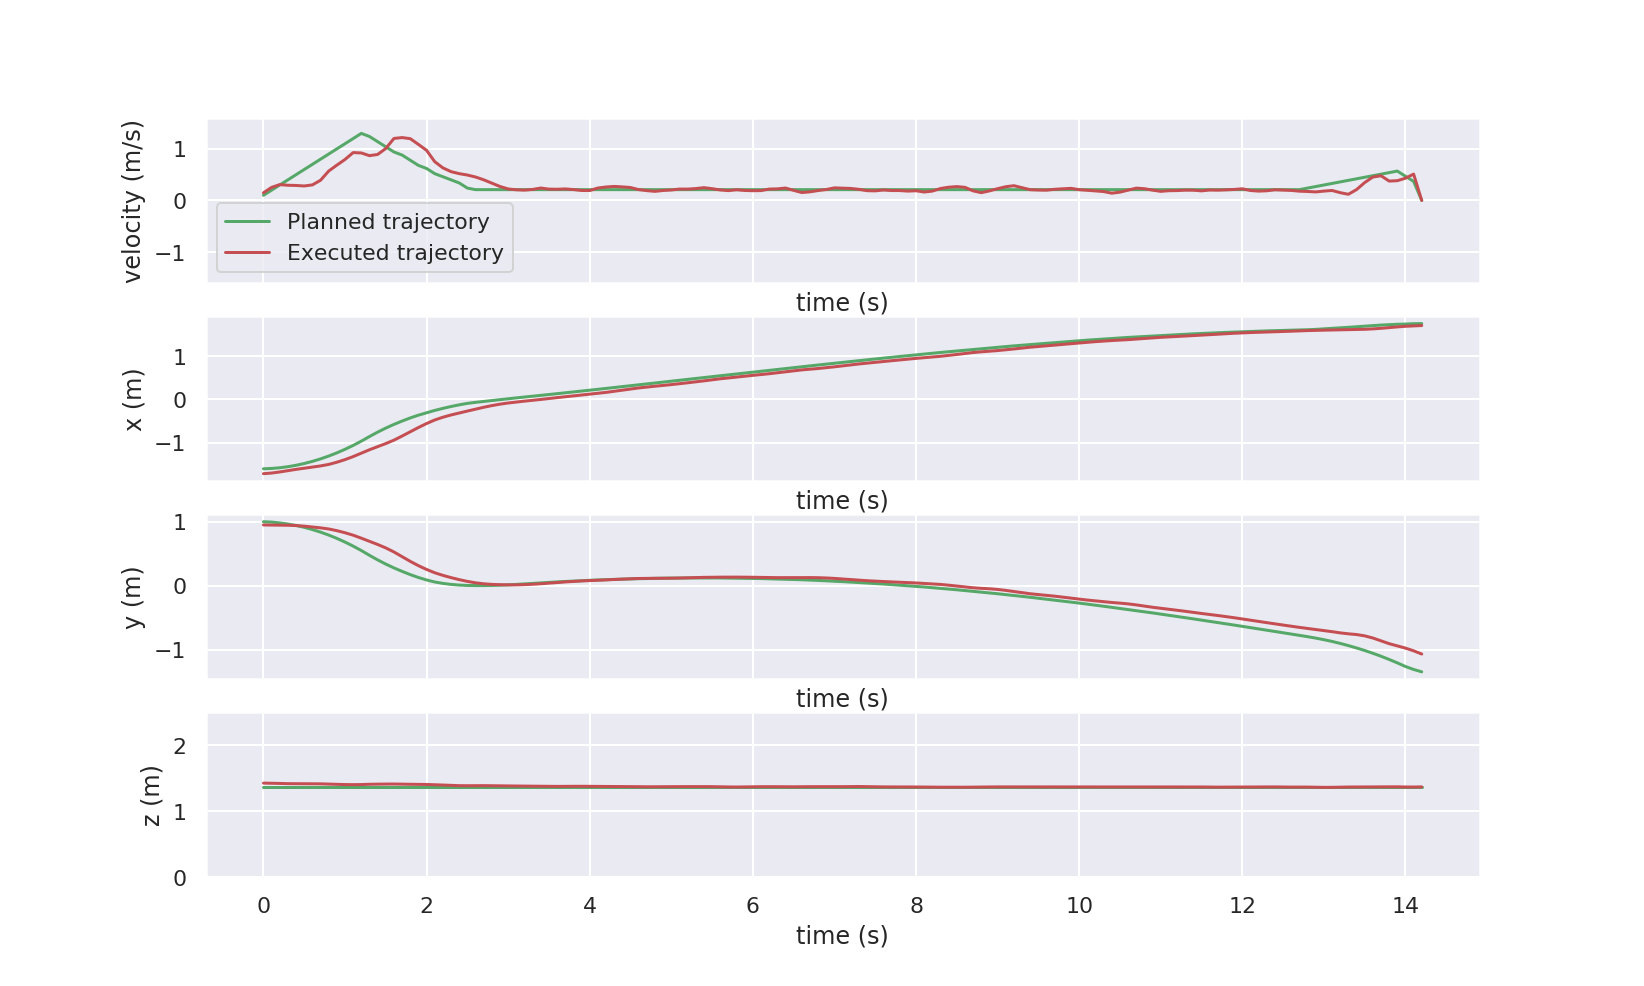 velocity (m/s)
1
0
−1
Planned trajectory
Executed trajectory
time (s)
x (m)
1
0
−1
time (s)
y (m)
1
0
−1
time (s)
z (m)
2
1
0
0 2 4 6 8 10 12 14
time (s)